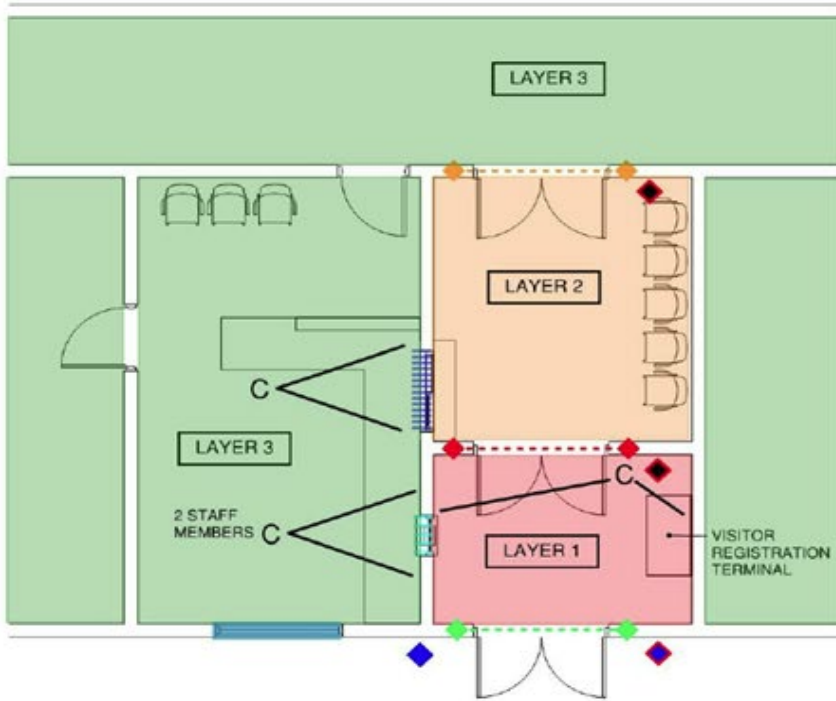 LAYER 3
LAYER 2
C
LAYER 3
C
2 STAFF
MEMBERS
C
LAYER 1
VISITOR
REGISTRATION
TERMINAL